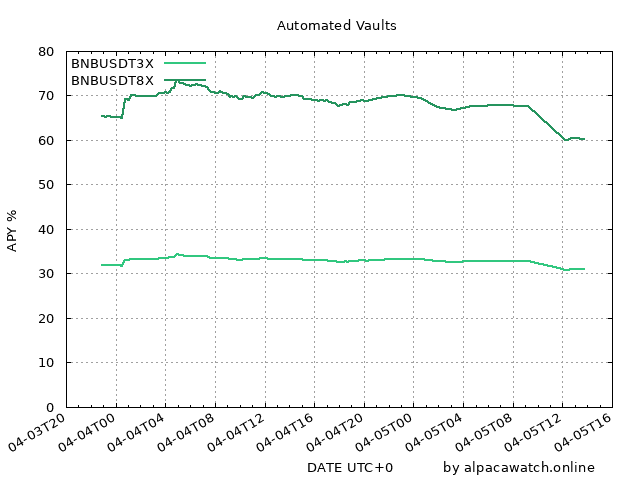 Automated Vaults
BNBUSDT3X
BNBUSDT8X
80
70
60
50
40
30
20
10
0
APY %
04-03T20
04-04T00
04-04T04
04-04T08
04-04T12
04-04T16
04-04T20
04-05T00
04-05T04
04-05T08
04-05T12
04-05T16
DATE UTC+0 by alpacawatch.online